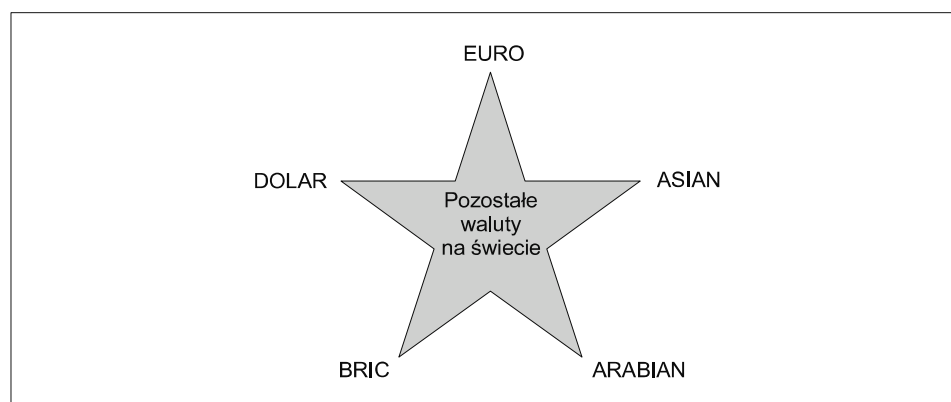 EURO
DOLAR
ASIAN
Pozostałe
waluty
na świecie
BRIC
ARABIAN